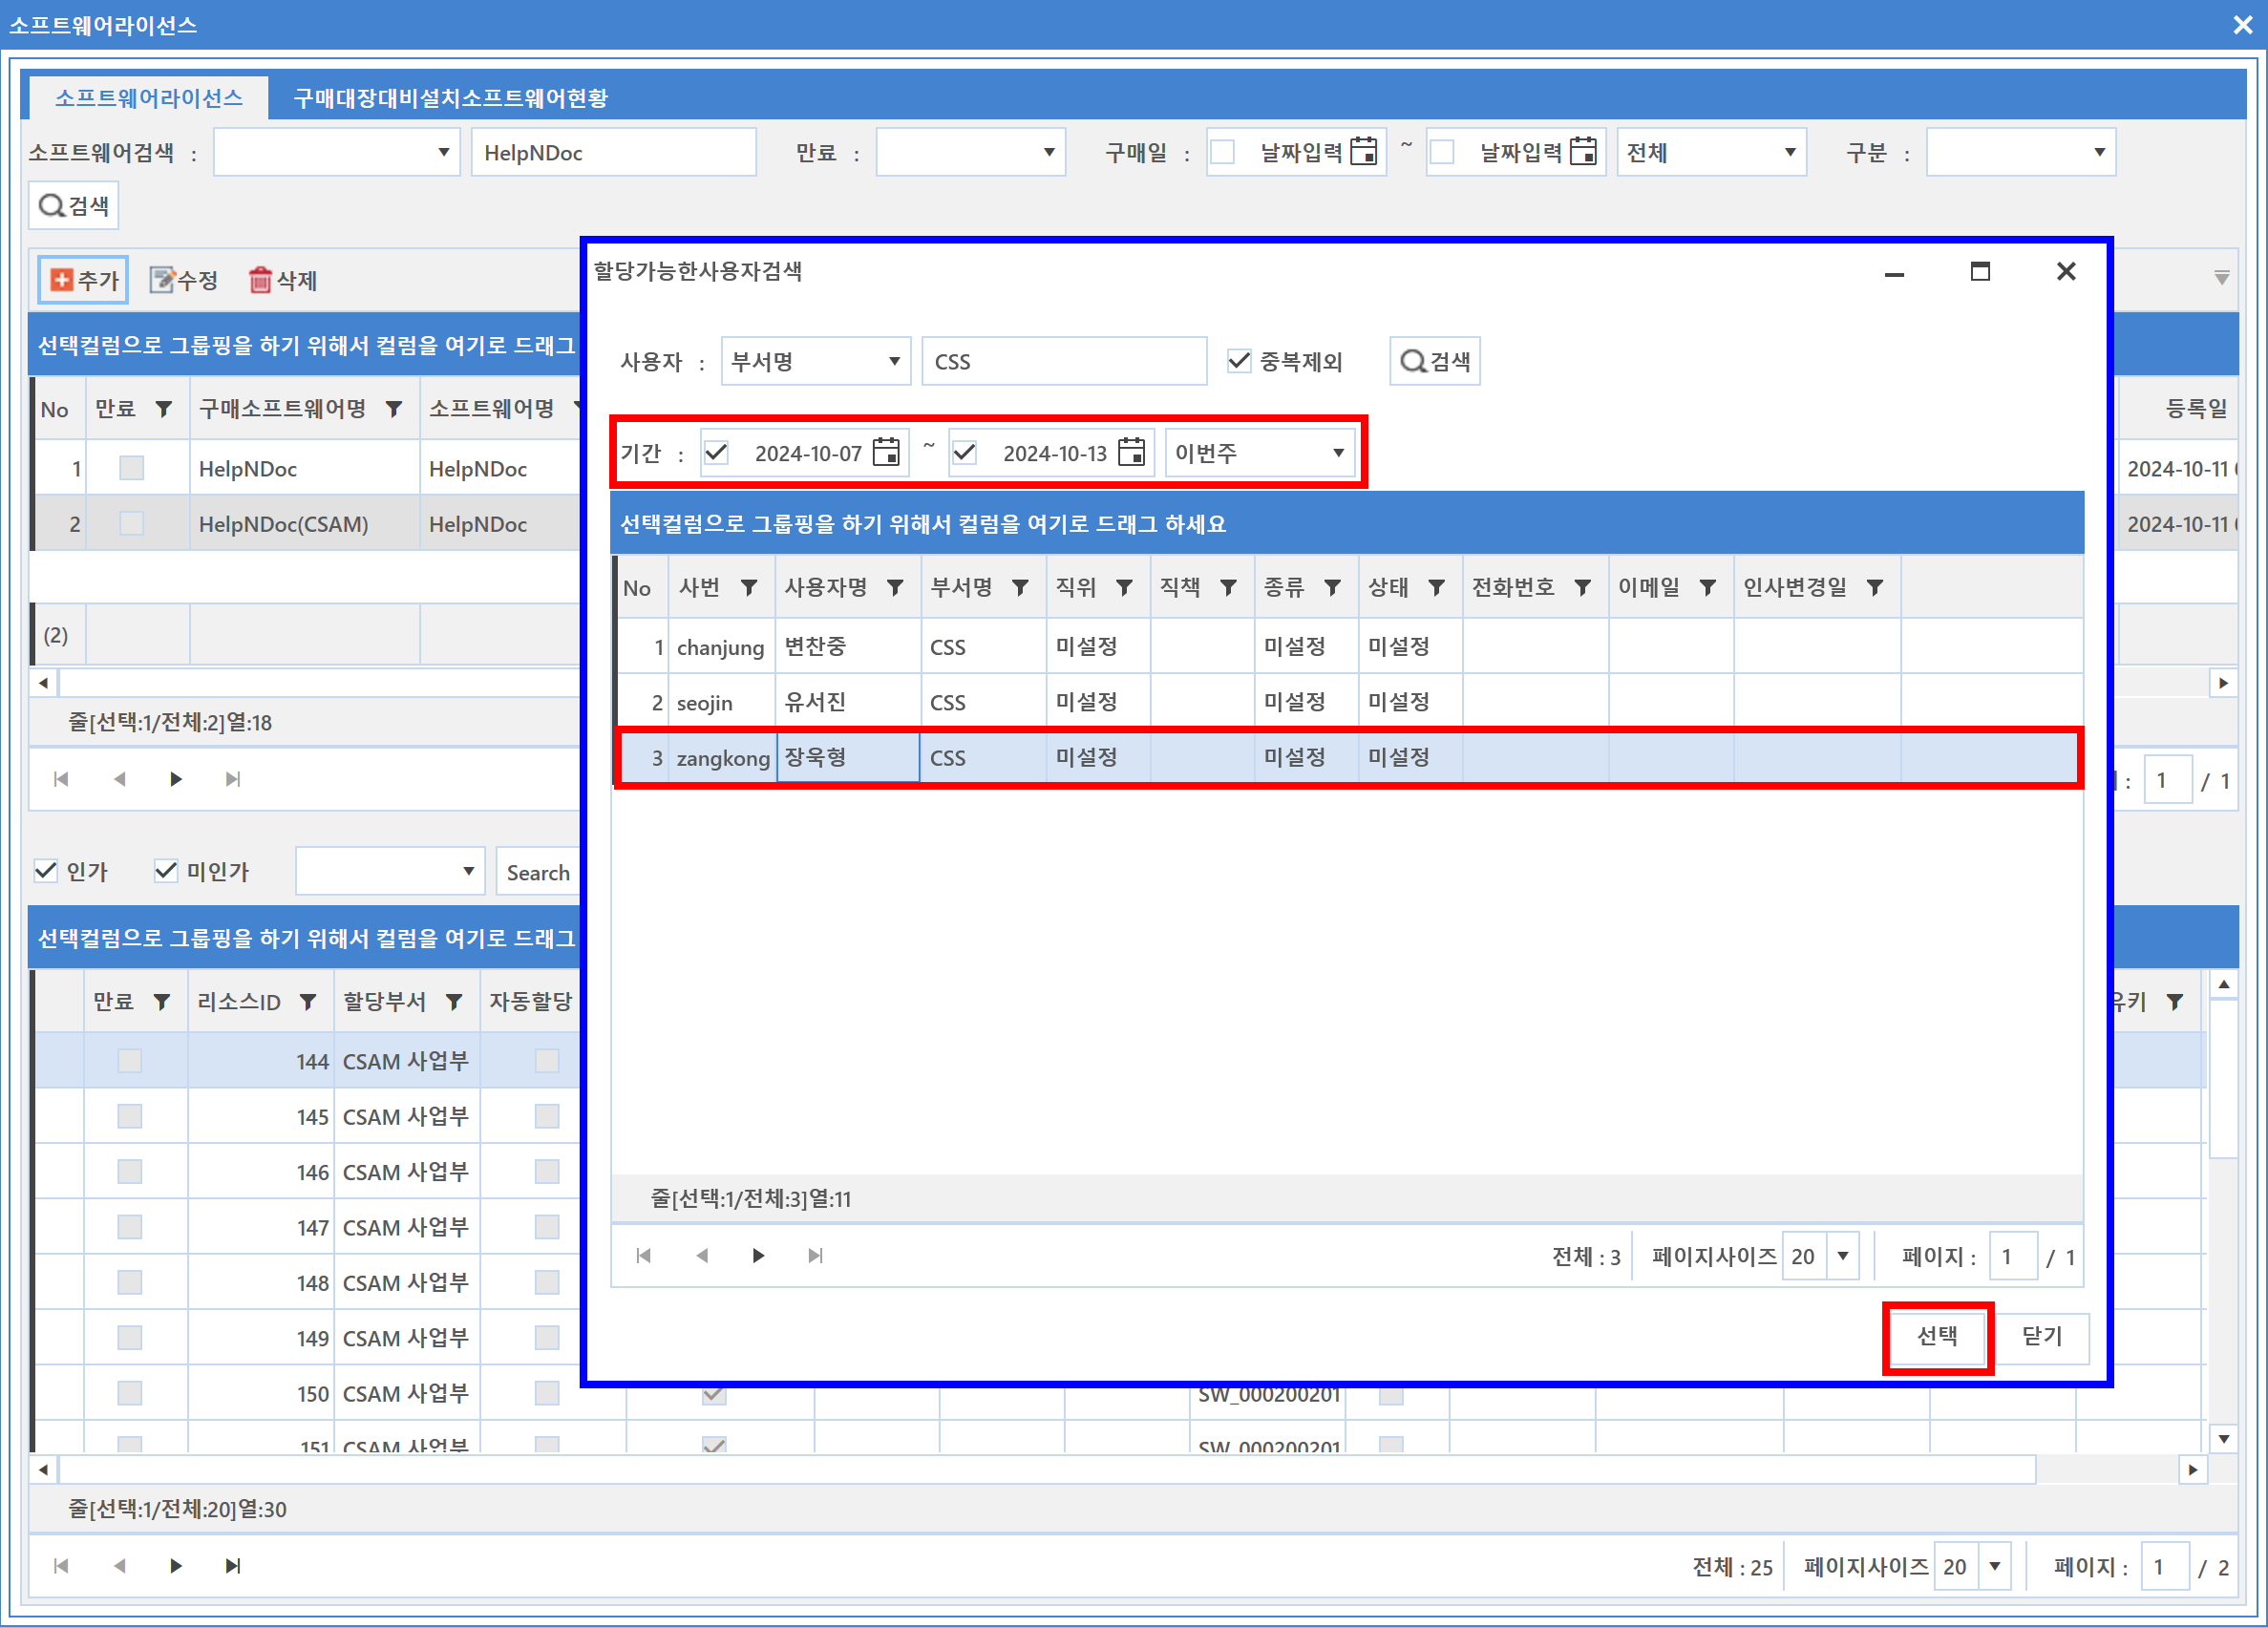 소프트웨어라이선스
소프트웨어라이선스 구매대장대비설치소프트웨어현황
소프트웨어검색 : HelpNDoc 만료 : 구매일 : 날짜입력 ~ 날짜입력 전체 구분 :
검색
추가 수정 삭제
선택컬럼으로 그룹핑을 하기 위해서 컬럼을 여기로 드래그
No 만료 구매소프트웨어명 소프트웨어명 등록일
1 HelpNDoc HelpNDoc 2024-10-11
2 HelpNDoc(CSAM) HelpNDoc 2024-10-11
(2)
줄[선택:1/전체:2]열:18
: 1 / 1
인가 미인가 Search
선택컬럼으로 그룹핑을 하기 위해서 컬럼을 여기로 드래그
만료 리소스ID 할당부서 자동할당 유키
144 CSAM 사업부
145 CSAM 사업부
146 CSAM 사업부
147 CSAM 사업부
148 CSAM 사업부
149 CSAM 사업부
150 CSAM 사업부 SW_000200201
151 CSAM 사업부 SW_000200201
줄[선택:1/전체:20]열:30
전체 : 25 페이지사이즈 20 페이지 : 1 / 2
할당가능한사용자검색
사용자 : 부서명 CSS 중복제외 검색
기간 : 2024-10-07 ~ 2024-10-13 이번주
선택컬럼으로 그룹핑을 하기 위해서 컬럼을 여기로 드래그 하세요
No 사번 사용자명 부서명 직위 직책 종류 상태 전화번호 이메일 인사변경일
1 chanjung 변찬중 CSS 미설정 미설정 미설정
2 seojin 유서진 CSS 미설정 미설정 미설정
3 zangkong 장욱형 CSS 미설정 미설정 미설정
줄[선택:1/전체:3]열:11
전체 : 3 페이지사이즈 20 페이지 : 1 / 1
선택 닫기